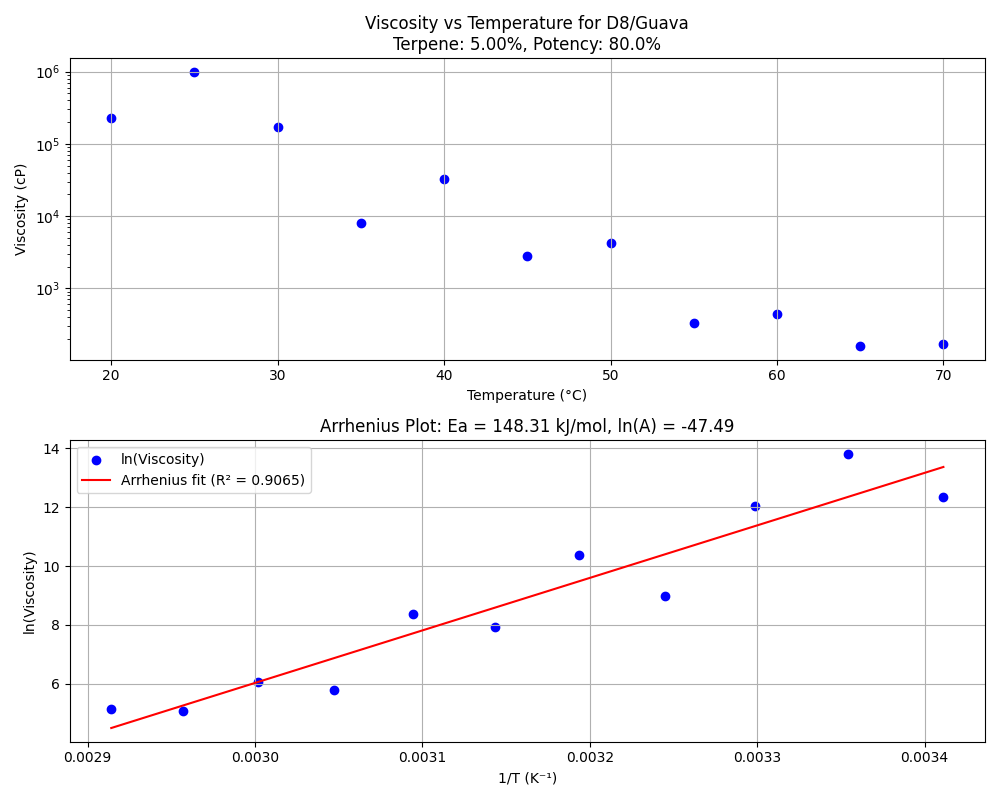 Viscosity vs Temperature for D8/Guava
Terpene: 5.00%, Potency: 80.0%
10⁶
10⁵
10⁴
10³
Viscosity (cP)
20 30 40 50 60 70
Temperature (°C)
Arrhenius Plot: Ea = 148.31 kJ/mol, ln(A) = -47.49
ln(Viscosity)
Arrhenius fit (R² = 0.9065)
14
12
10
8
6
ln(Viscosity)
0.0029 0.0030 0.0031 0.0032 0.0033 0.0034
1/T (K⁻¹)